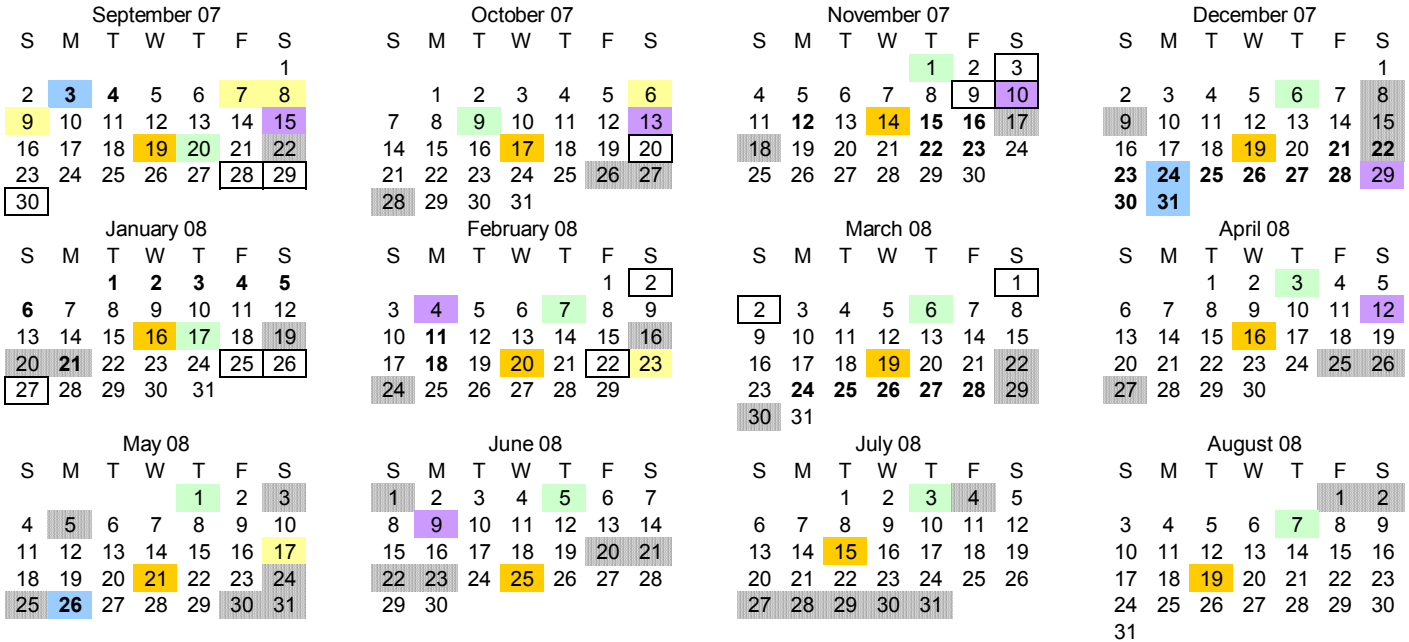 September 07
S M T W T F S
1
2 3 4 5 6 7 8
9 10 11 12 13 14 15
16 17 18 19 20 21 22
23 24 25 26 27 28 29
30
October 07
S M T W T F S
1 2 3 4 5 6
7 8 9 10 11 12 13
14 15 16 17 18 19 20
21 22 23 24 25 26 27
28 29 30 31
November 07
S M T W T F S
1 2 3
4 5 6 7 8 9 10
11 12 13 14 15 16 17
18 19 20 21 22 23 24
25 26 27 28 29 30
December 07
S M T W T F S
1
2 3 4 5 6 7 8
9 10 11 12 13 14 15
16 17 18 19 20 21 22
23 24 25 26 27 28 29
30 31
January 08
S M T W T F S
1 2 3 4 5
6 7 8 9 10 11 12
13 14 15 16 17 18 19
20 21 22 23 24 25 26
27 28 29 30 31
February 08
S M T W T F S
1 2
3 4 5 6 7 8 9
10 11 12 13 14 15 16
17 18 19 20 21 22 23
24 25 26 27 28 29
March 08
S M T W T F S
1
2 3 4 5 6 7 8
9 10 11 12 13 14 15
16 17 18 19 20 21 22
23 24 25 26 27 28 29
30 31
April 08
S M T W T F S
1 2 3 4 5
6 7 8 9 10 11 12
13 14 15 16 17 18 19
20 21 22 23 24 25 26
27 28 29 30
May 08
S M T W T F S
1 2 3
4 5 6 7 8 9 10
11 12 13 14 15 16 17
18 19 20 21 22 23 24
25 26 27 28 29 30 31
June 08
S M T W T F S
1 2 3 4 5 6 7
8 9 10 11 12 13 14
15 16 17 18 19 20 21
22 23 24 25 26 27 28
29 30
July 08
S M T W T F S
1 2 3 4 5
6 7 8 9 10 11 12
13 14 15 16 17 18 19
20 21 22 23 24 25 26
27 28 29 30 31
August 08
S M T W T F S
1 2
3 4 5 6 7 8 9
10 11 12 13 14 15 16
17 18 19 20 21 22 23
24 25 26 27 28 29 30
31